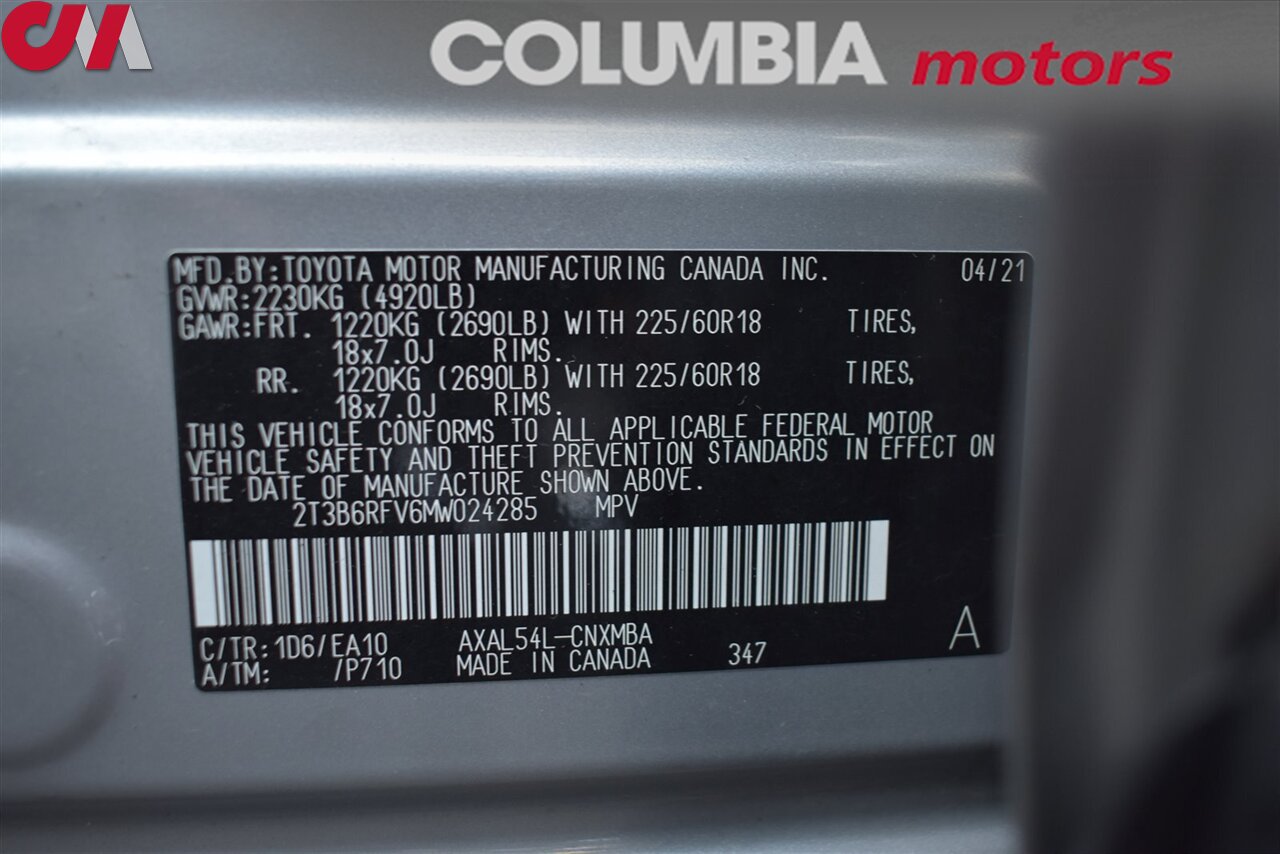 CM
COLUMBIA motors
MFD.BY:TOYOTA MOTOR MANUFACTURING CANADA INC. 04/21
GVWR:2230KG (4920LB)
GAWR:FRT. 1220KG (2690LB) WITH 225/60R18 TIRES,
18x7.0J RIMS.
RR. 1220KG (2690LB) WITH 225/60R18 TIRES,
18x7.0J RIMS.
THIS VEHICLE CONFORMS TO ALL APPLICABLE FEDERAL MOTOR
VEHICLE SAFETY AND THEFT PREVENTION STANDARDS IN EFFECT ON
THE DATE OF MANUFACTURE SHOWN ABOVE.
2T3B6RFV6MW024285 MPV
C/TR: 1D6/EA10 AXAL54L-CNXMBA A
A/TM: /P710 MADE IN CANADA 347